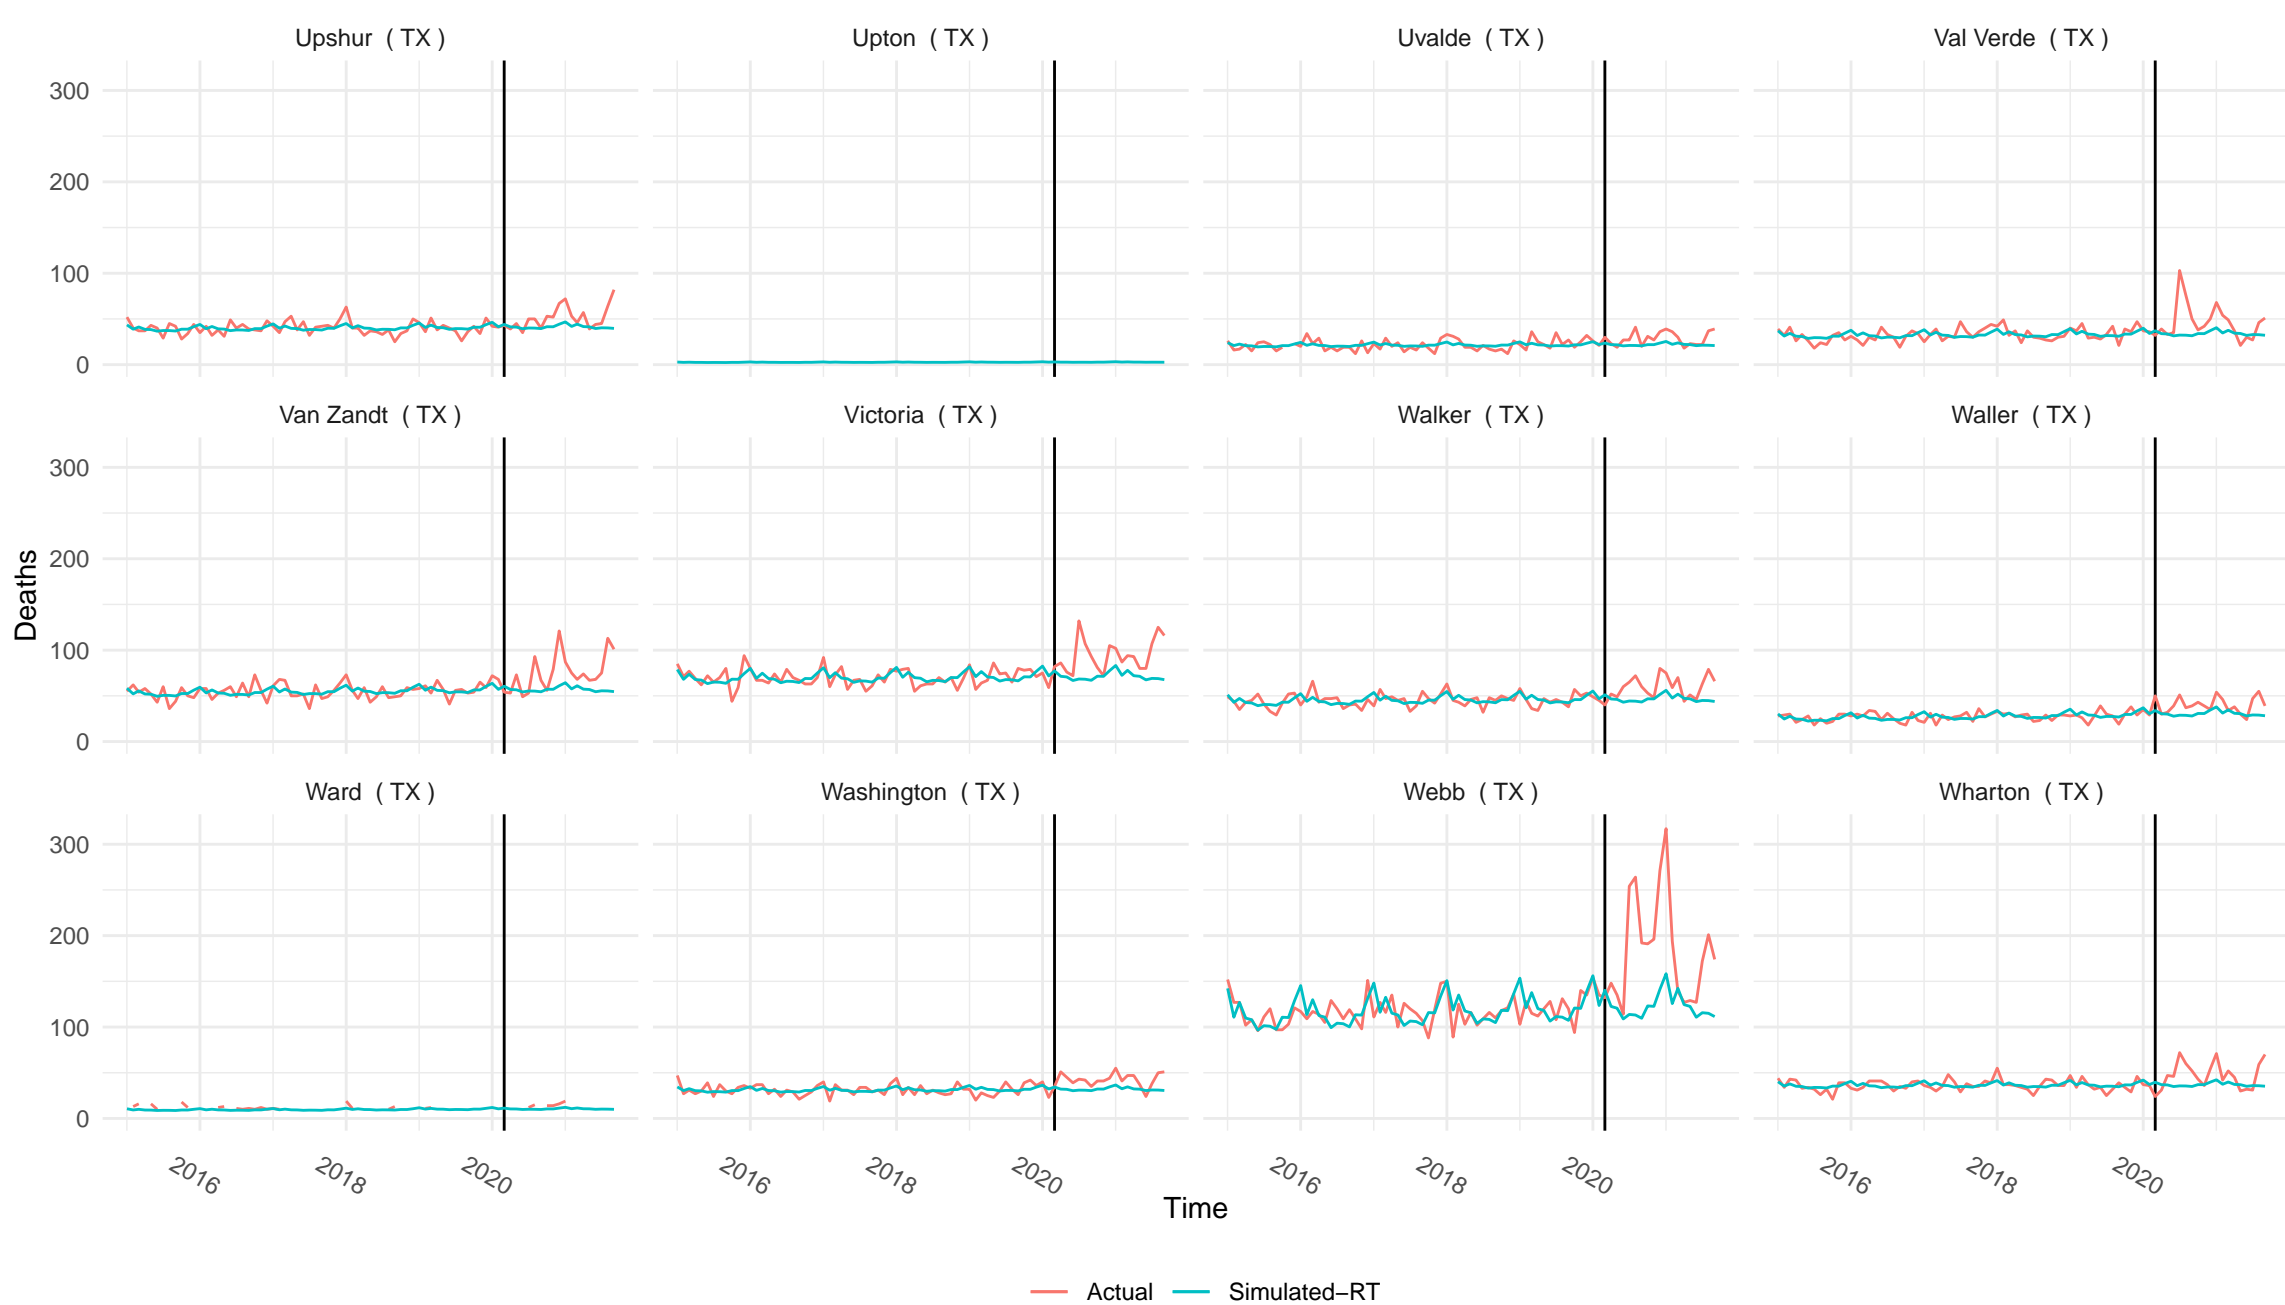 Upshur  ( TX )
Upton  ( TX )
Uvalde  ( TX )
Val Verde  ( TX )
300
200
100
0
Van Zandt  ( TX )
Victoria  ( TX )
Walker  ( TX )
Waller  ( TX )
300
200
100
0
Deaths
Ward  ( TX )
Washington  ( TX )
Webb  ( TX )
Wharton  ( TX )
300
200
100
0
2016 2018 2020 2016 2018 2020 2016 2018 2020 2016 2018 2020
Time
Actual Simulated−RT